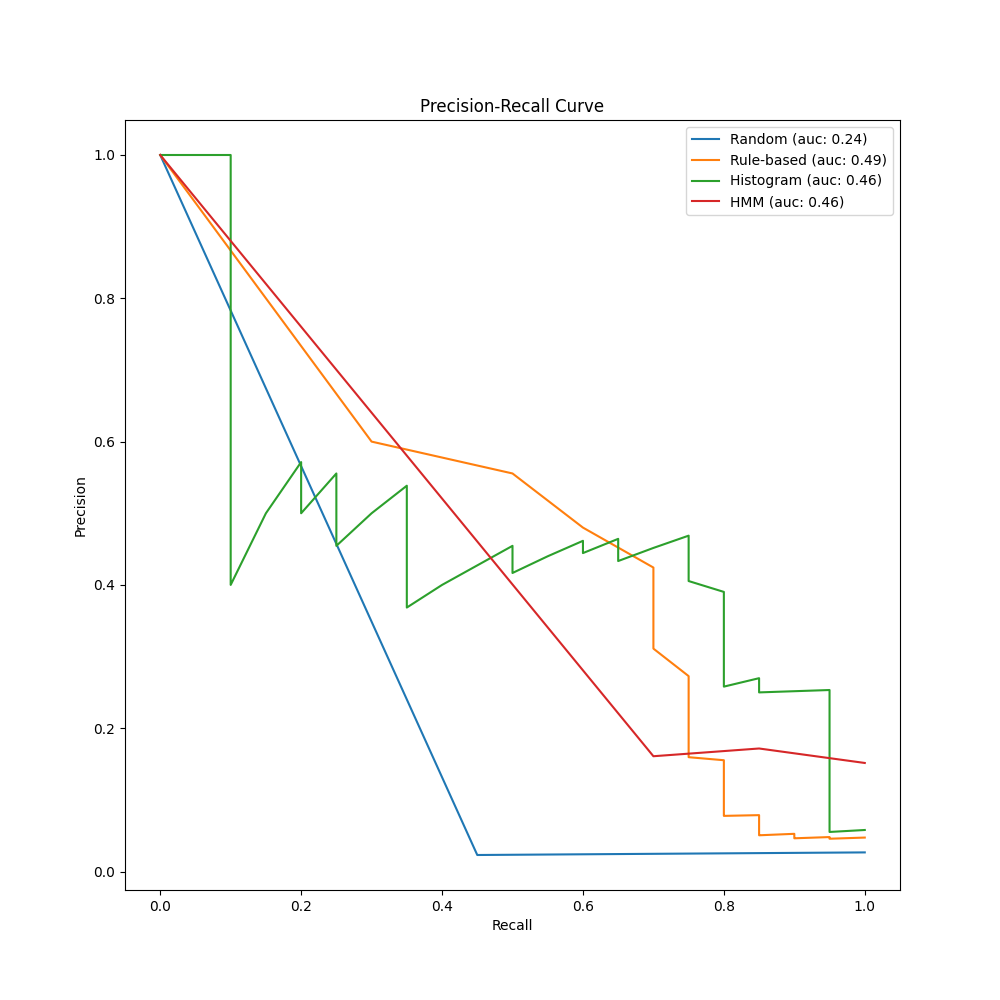 Precision-Recall Curve
Random (auc: 0.24)
Rule-based (auc: 0.49)
Histogram (auc: 0.46)
HMM (auc: 0.46)
1.0
0.8
0.6
0.4
0.2
0.0
Precision
0.0 0.2 0.4 0.6 0.8 1.0
Recall